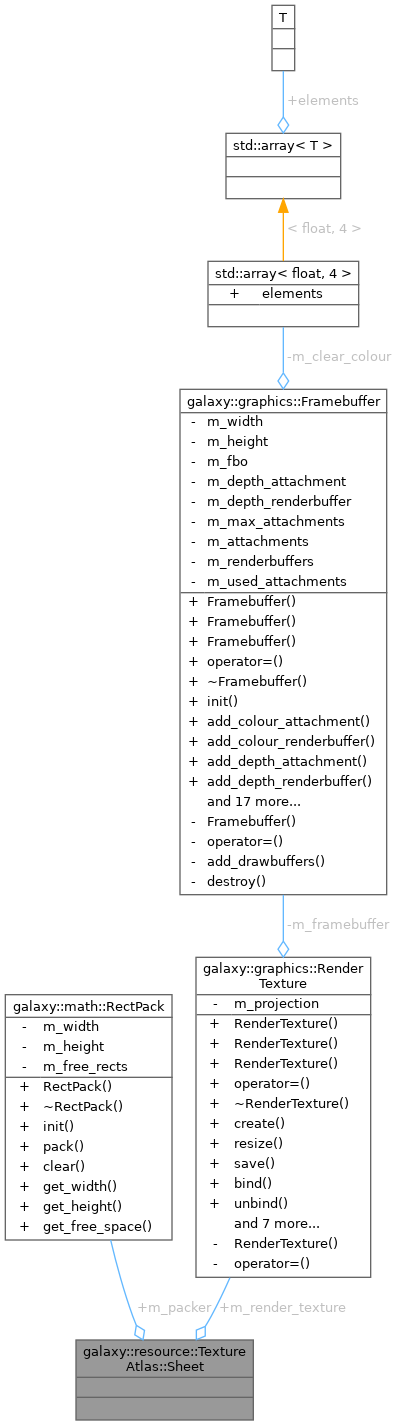 T
+elements
std::array< T >
< float, 4 >
std::array< float, 4 >
+ elements
-m_clear_colour
galaxy::graphics::Framebuffer
- m_width
- m_height
- m_fbo
- m_depth_attachment
- m_depth_renderbuffer
- m_max_attachments
- m_attachments
- m_renderbuffers
- m_used_attachments
+ Framebuffer()
+ Framebuffer()
+ Framebuffer()
+ operator=()
+ ~Framebuffer()
+ init()
+ add_colour_attachment()
+ add_colour_renderbuffer()
+ add_depth_attachment()
+ add_depth_renderbuffer()
and 17 more...
- Framebuffer()
- operator=()
- add_drawbuffers()
- destroy()
-m_framebuffer
galaxy::graphics::Render
Texture
- m_projection
+ RenderTexture()
+ RenderTexture()
+ RenderTexture()
+ operator=()
+ ~RenderTexture()
+ create()
+ resize()
+ save()
+ bind()
+ unbind()
and 7 more...
- RenderTexture()
- operator=()
galaxy::math::RectPack
- m_width
- m_height
- m_free_rects
+ RectPack()
+ ~RectPack()
+ init()
+ pack()
+ clear()
+ get_width()
+ get_height()
+ get_free_space()
+m_packer
+m_render_texture
galaxy::resource::Texture
Atlas::Sheet